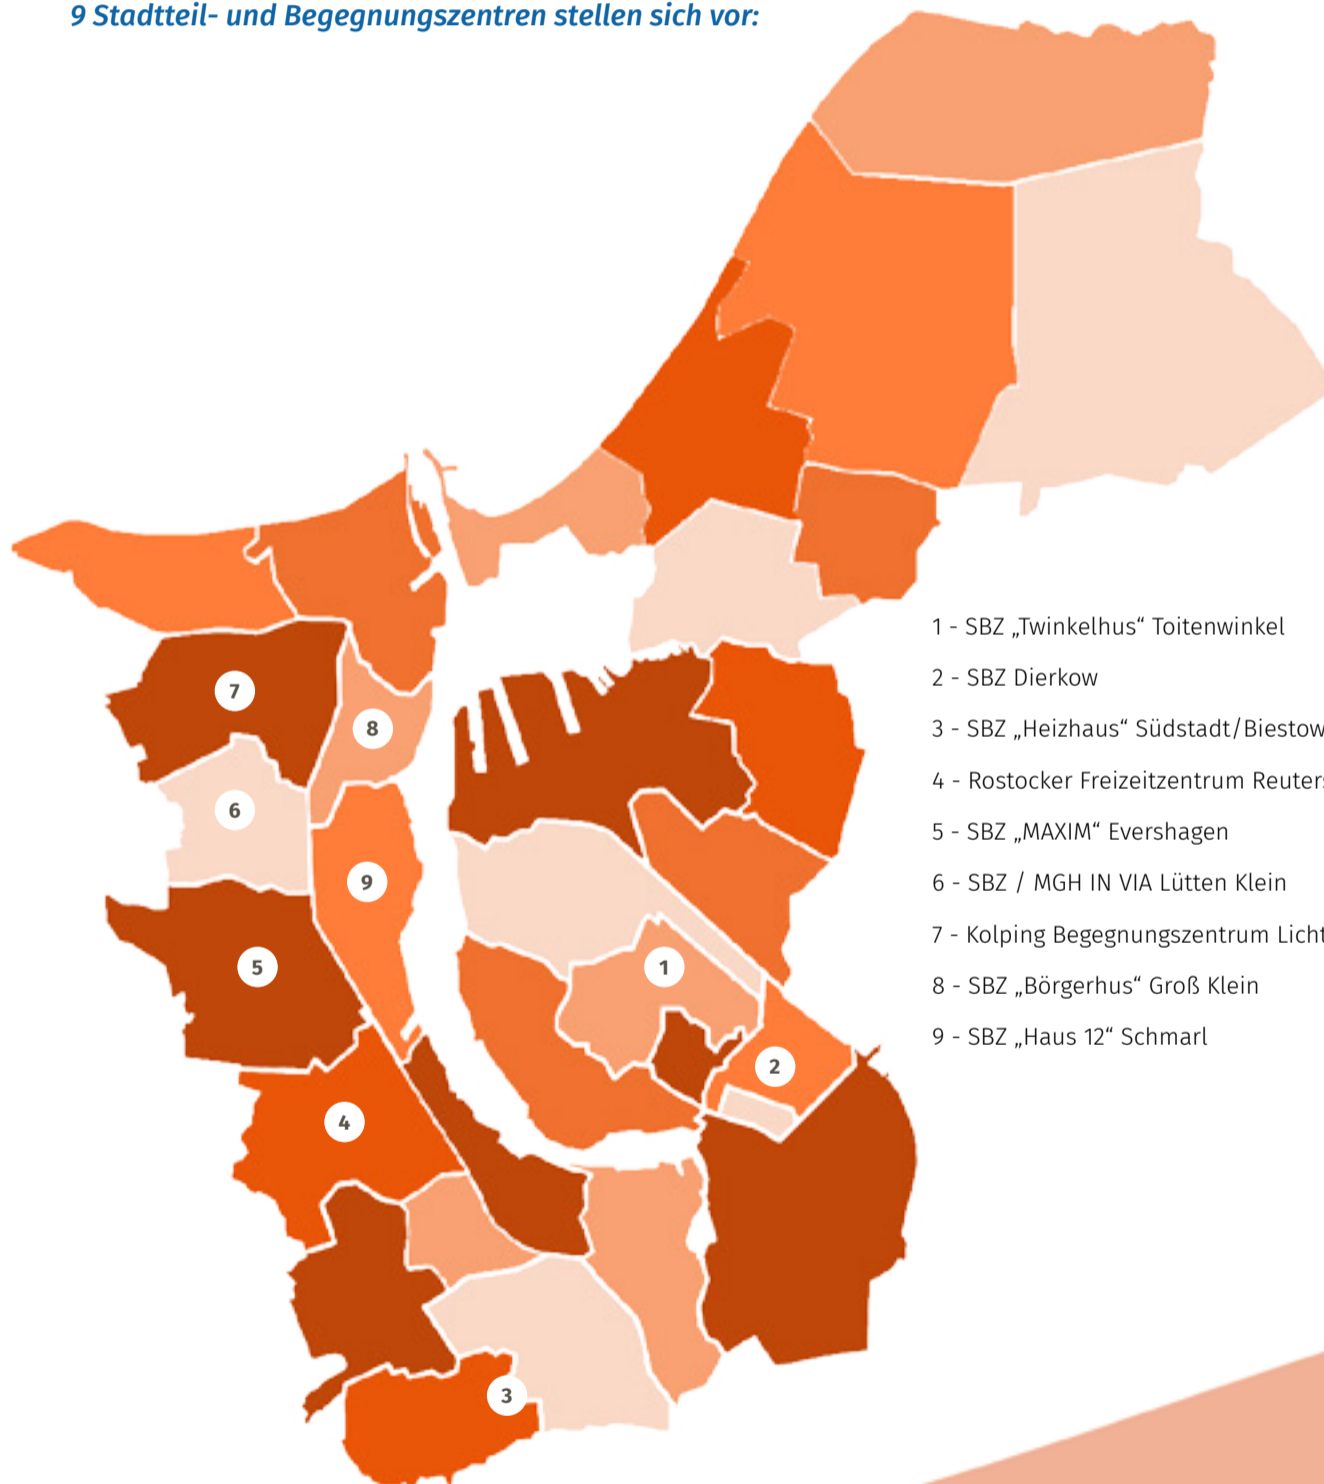 9 Stadtteil- und Begegnungszentren stellen sich vor:
1 - SBZ „Twinkelhus“ Toitenwinkel
2 - SBZ Dierkow
3 - SBZ „Heizhaus“ Südstadt/Biestow
4 - Rostocker Freizeitzentrum Reuters
5 - SBZ „MAXIM“ Evershagen
6 - SBZ / MGH IN VIA Lütten Klein
7 - Kolping Begegnungszentrum Licht
8 - SBZ „Börgerhus“ Groß Klein
9 - SBZ „Haus 12“ Schmarl
7
8
6
9
5
1
2
4
3